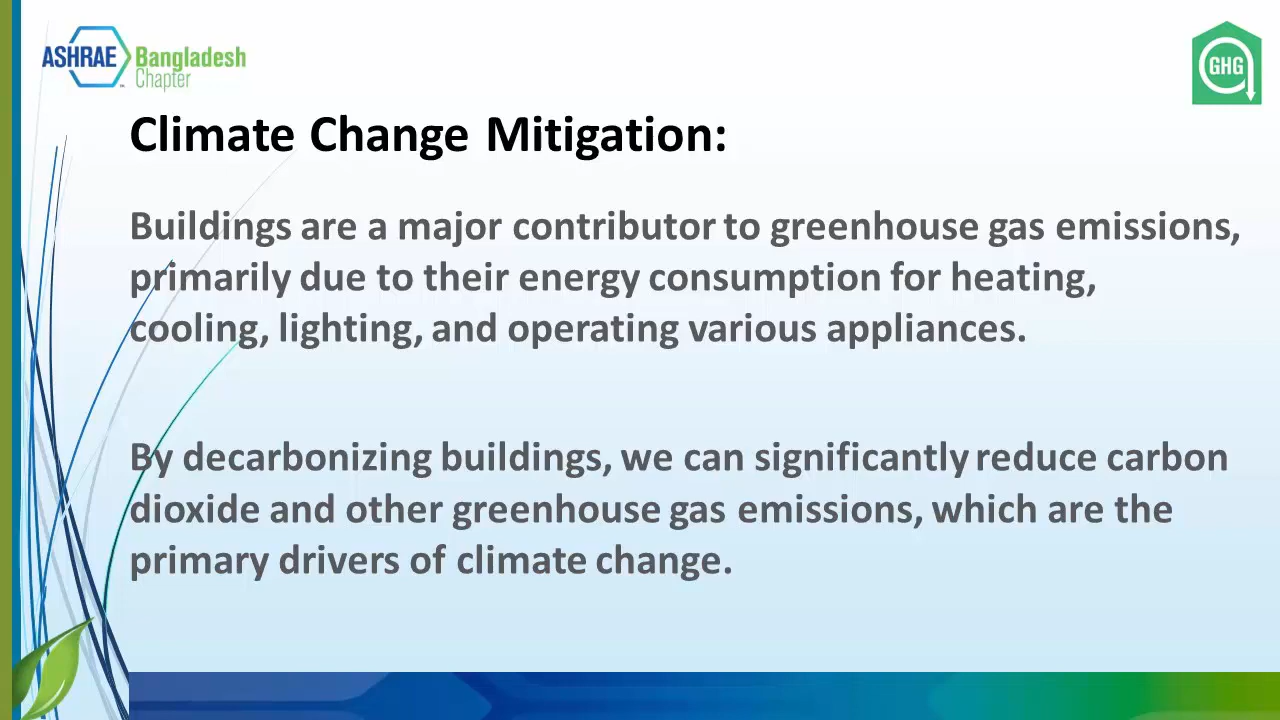 ASHRAE Bangladesh
Chapter
GHG
Climate Change Mitigation:
Buildings are a major contributor to greenhouse gas emissions,
primarily due to their energy consumption for heating,
cooling, lighting, and operating various appliances.
By decarbonizing buildings, we can significantly reduce carbon
dioxide and other greenhouse gas emissions, which are the
primary drivers of climate change.